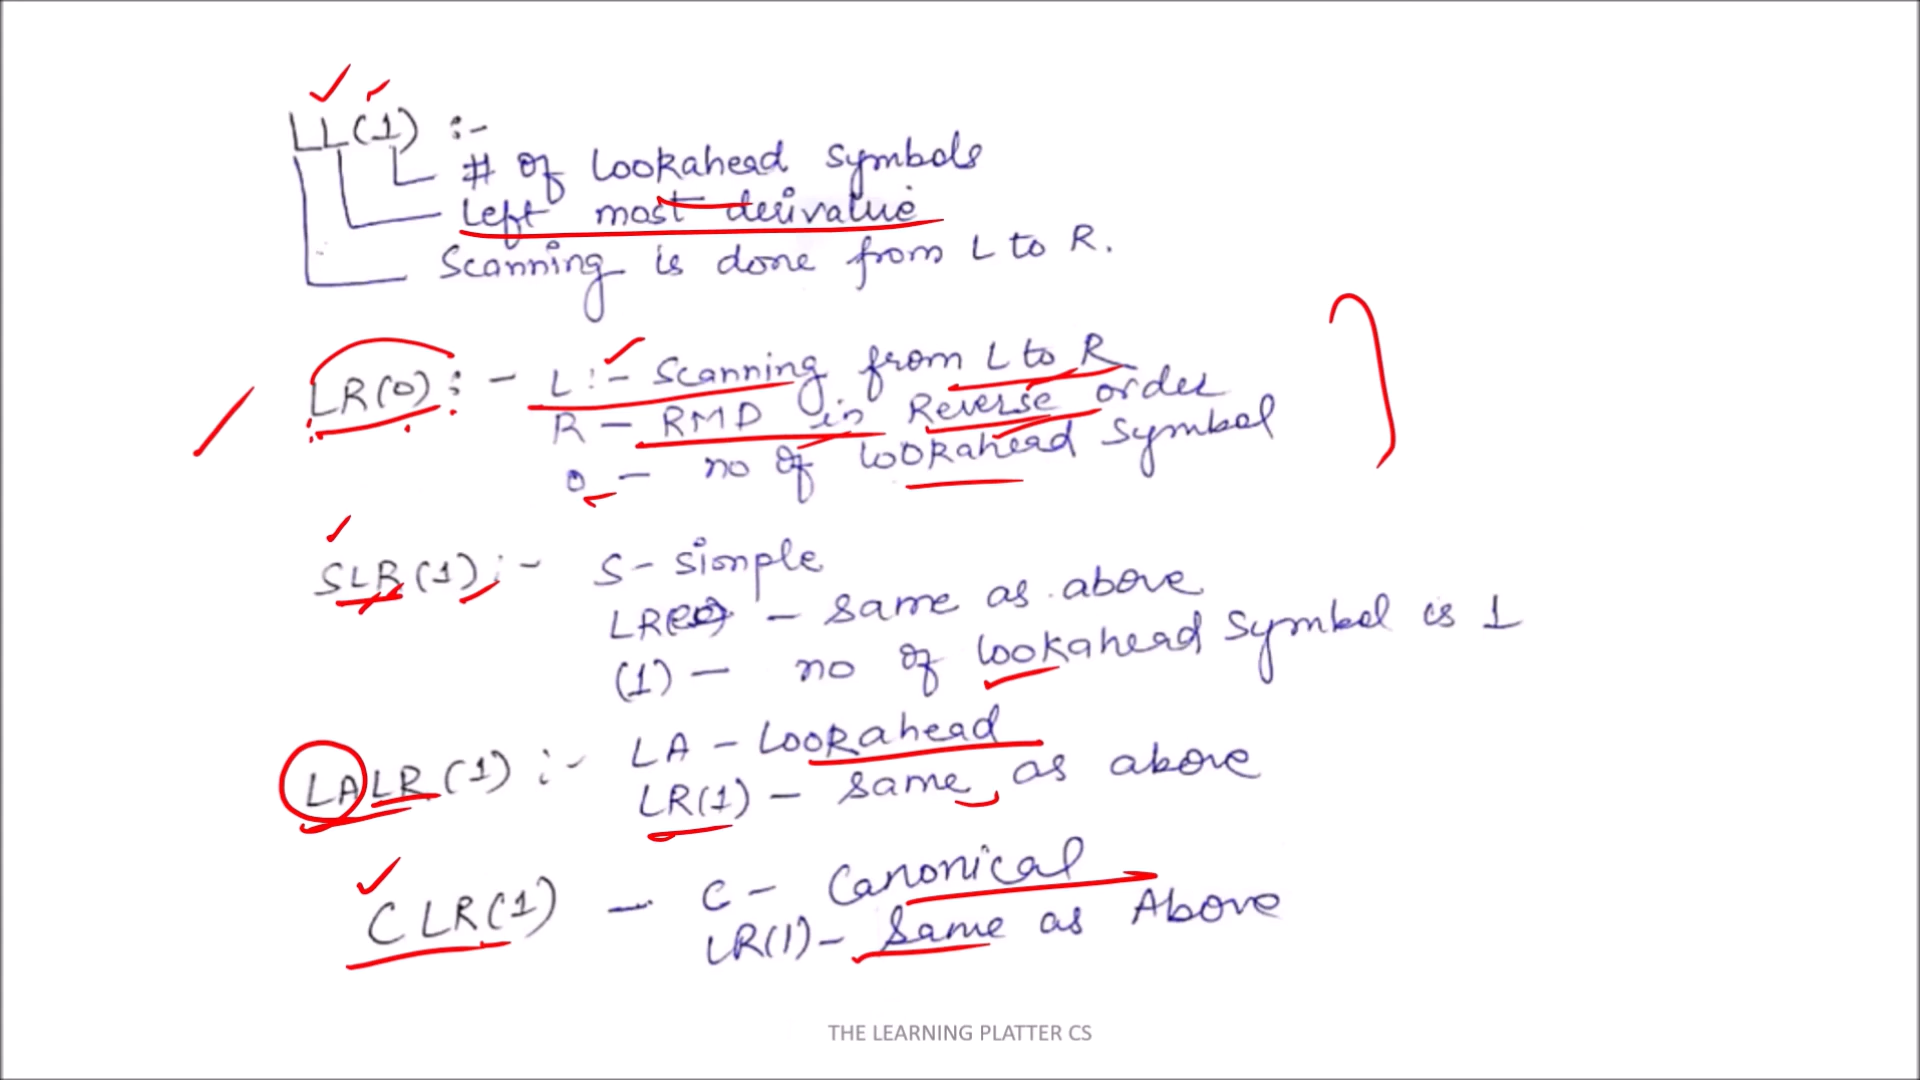 LL(1) :-
# of lookahead symbols
Left most derivative
Scanning is done from L to R.
LR(0) :- L :- Scanning from L to R
R - RMD in Reverse order
0 - no of lookahead symbol
SLR(1) :- S - simple
LR - same as above
(1) - no of lookahead symbol is 1
LALR(1) :- LA - Lookahead
LR(1) - same as above
CLR(1) - C - Canonical
LR(1) - Same as Above
THE LEARNING PLATTER CS